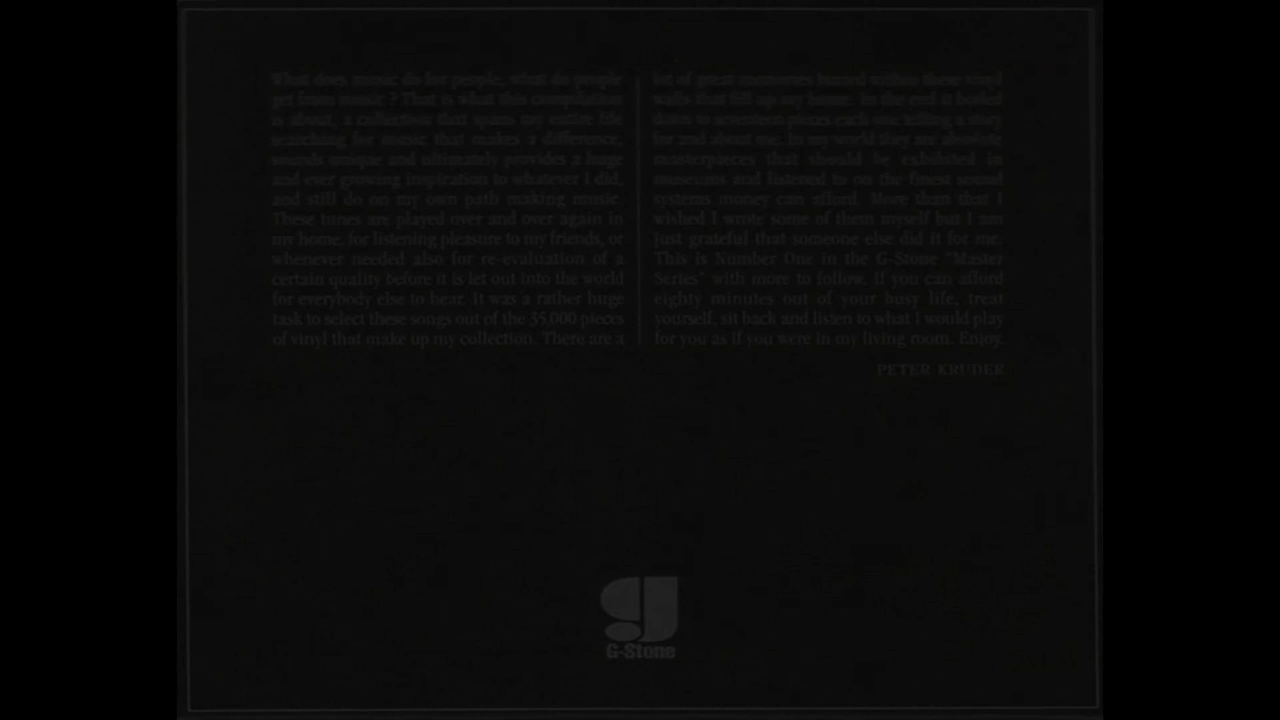 What does music do for people, what do people
get from music ? That is what this compilation
is about, a collection that spans my entire life
searching for music that makes a difference,
sounds unique and ultimately provides a huge
and ever growing inspiration to whatever I did,
and still do on my own path making music.
These tunes are played over and over again in
my home, for listening pleasure to my friends, or
whenever needed also for re-evaluation of a
certain quality before it is let out into the world
for everybody else to hear. It was a rather huge
task to select these songs out of the 35,000 pieces
of vinyl that make up my collection. There are a
lot of great memories buried within these vinyl
walls that fill up my home. In the end it boiled
down to seventeen pieces each one telling a story
for and about me. In my world they are absolute
masterpieces that should be exhibited in
museums and listened to on the finest sound
systems money can afford. More than that I
wished I wrote some of them myself but I am
just grateful that someone else did it for me.
This is Number One in the G-Stone "Master
Series" with more to follow. If you can afford
eighty minutes out of your busy life, treat
yourself, sit back and listen to what I would play
for you as if you were in my living room. Enjoy.
PETER KRUDER
G-Stone